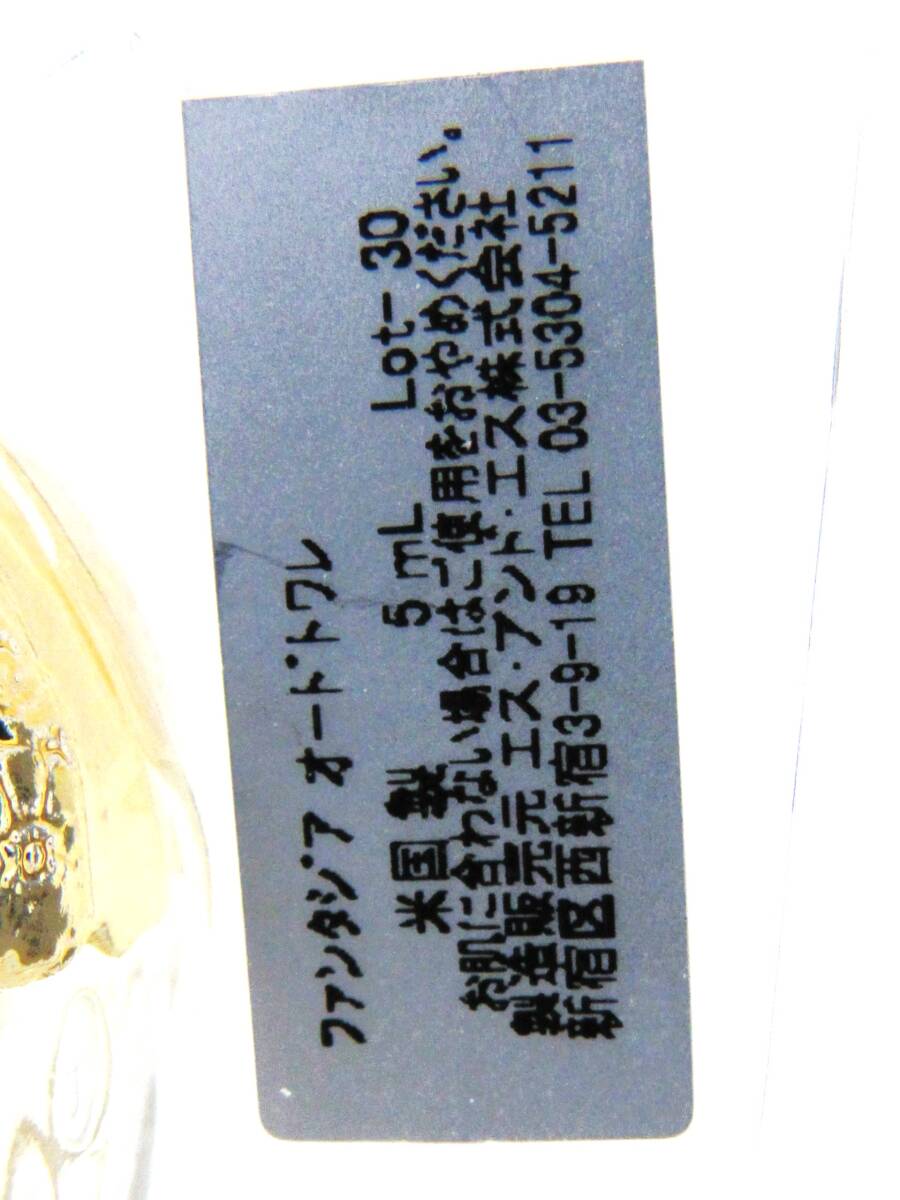 ファンタジア オードトワレ
米国製 5 mL Lot-30
お肌に合わない場合はご使用をおやめください。
製造販売元 エス・アンド・エス株式会社
新宿区西新宿3-9-19 TEL 03-5304-5211